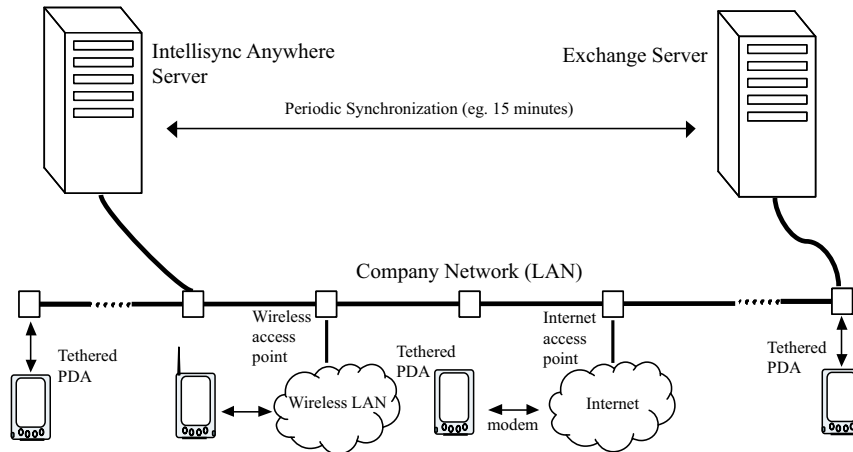 Intellisync Anywhere
Server
Exchange Server
Periodic Synchronization (eg. 15 minutes)
Company Network (LAN)
Wireless
access
point
Internet
access
point
Tethered
PDA
Wireless LAN
Tethered
PDA
modem
Internet
Tethered
PDA